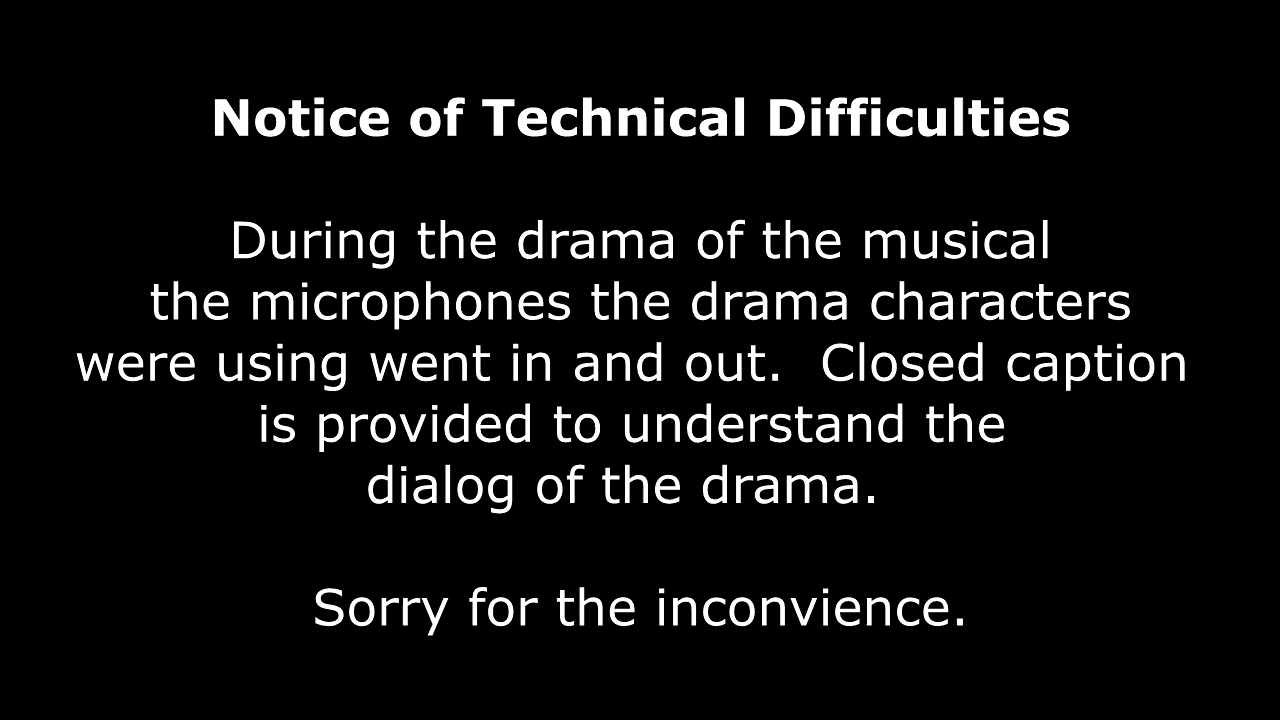 Notice of Technical Difficulties
During the drama of the musical
the microphones the drama characters
were using went in and out.  Closed caption
is provided to understand the
dialog of the drama.
Sorry for the inconvience.